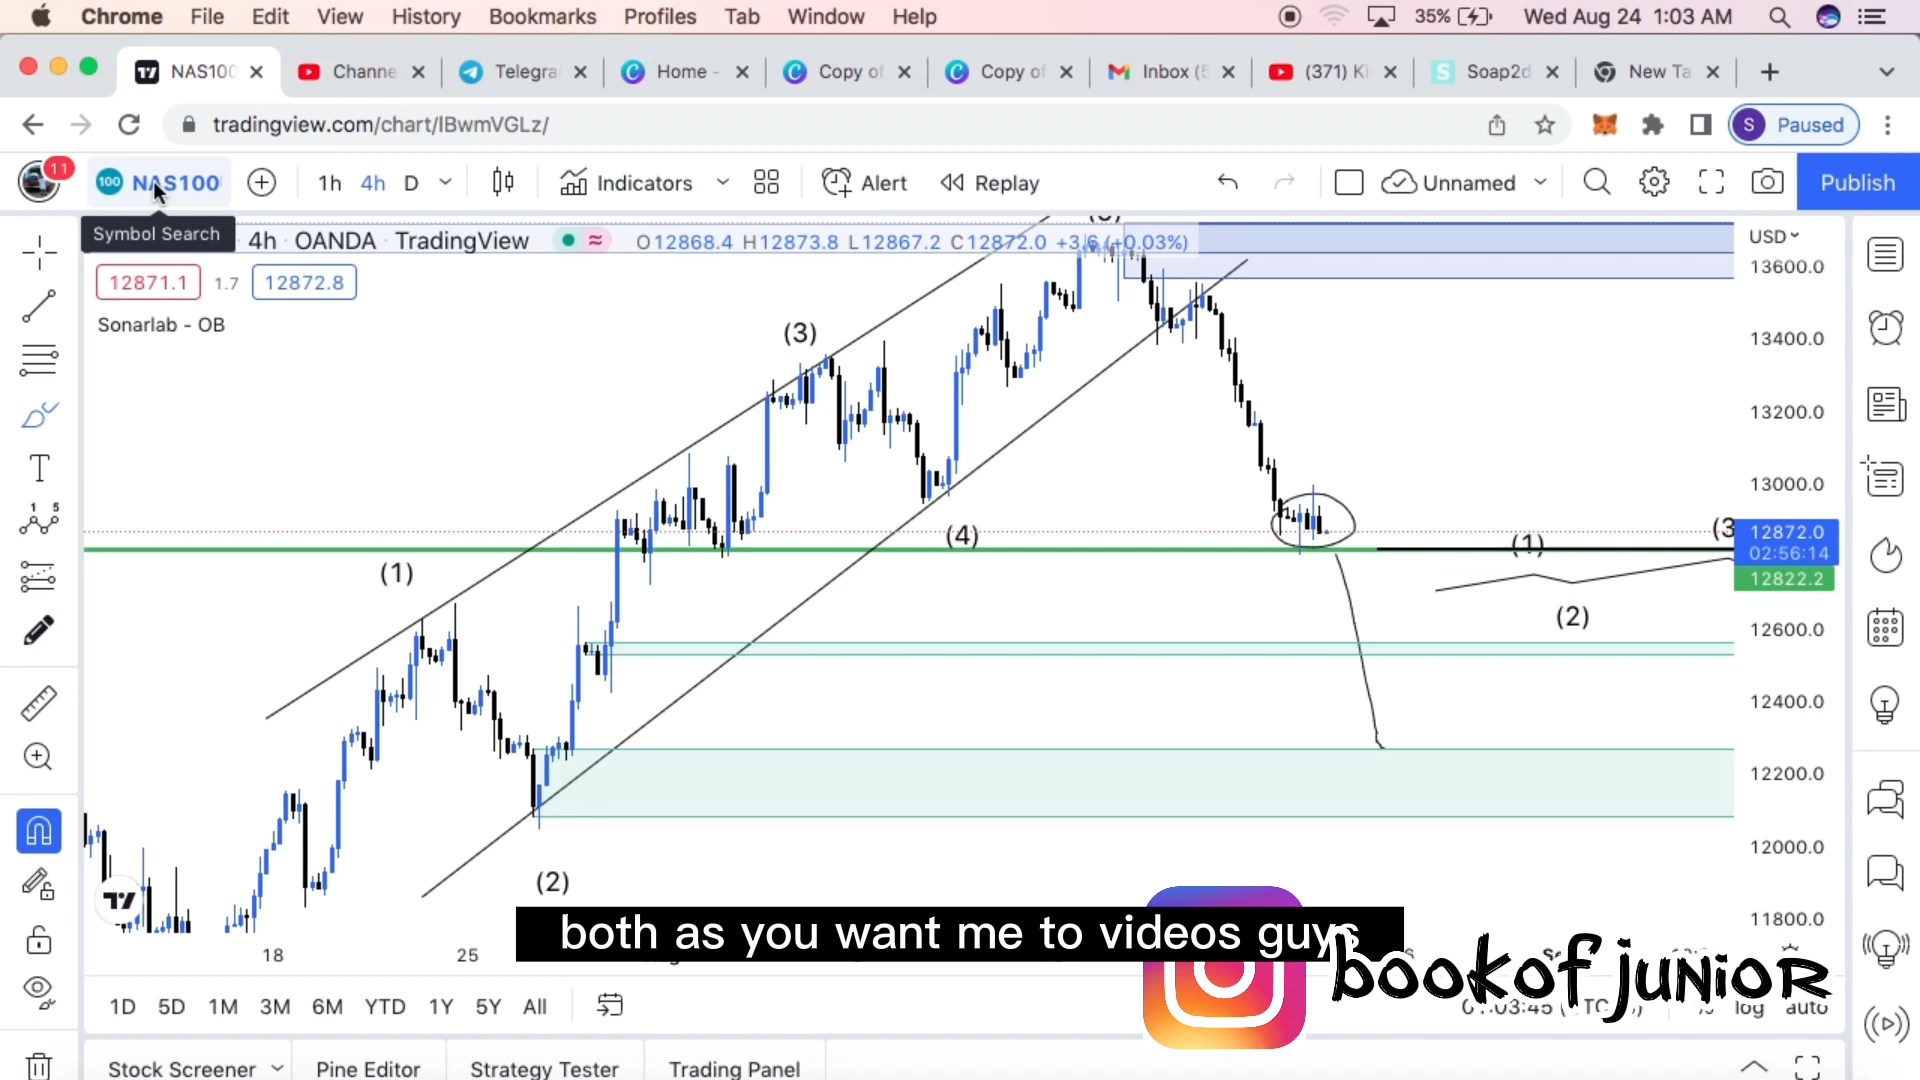 Chrome File Edit View History Bookmarks Profiles Tab Window Help 35% Wed Aug 24 1:03 AM
NAS100 Channe Telegra Home - Copy of Copy of Inbox (5 (371) Ki Soap2d New Ta
tradingview.com/chart/lBwmVGLz/ S Paused
11 100 NAS100 1h 4h D Indicators Alert Replay Unnamed Publish
Symbol Search 4h OANDA TradingView O12868.4 H12873.8 L12867.2 C12872.0 +3.6 (+0.03%) USD
13600.0
12871.1 1.7 12872.8
Sonarlab - OB
(3)
13400.0
13200.0
13000.0
(4)
(1)
(3
12872.0
02:56:14
(1)
12822.2
(2)
12600.0
12400.0
12200.0
12000.0
(2)
11800.0
both as you want me to videos guys
18 25
bookofjunior
1D 5D 1M 3M 6M YTD 1Y 5Y All log auto
Stock Screener Pine Editor Strategy Tester Trading Panel